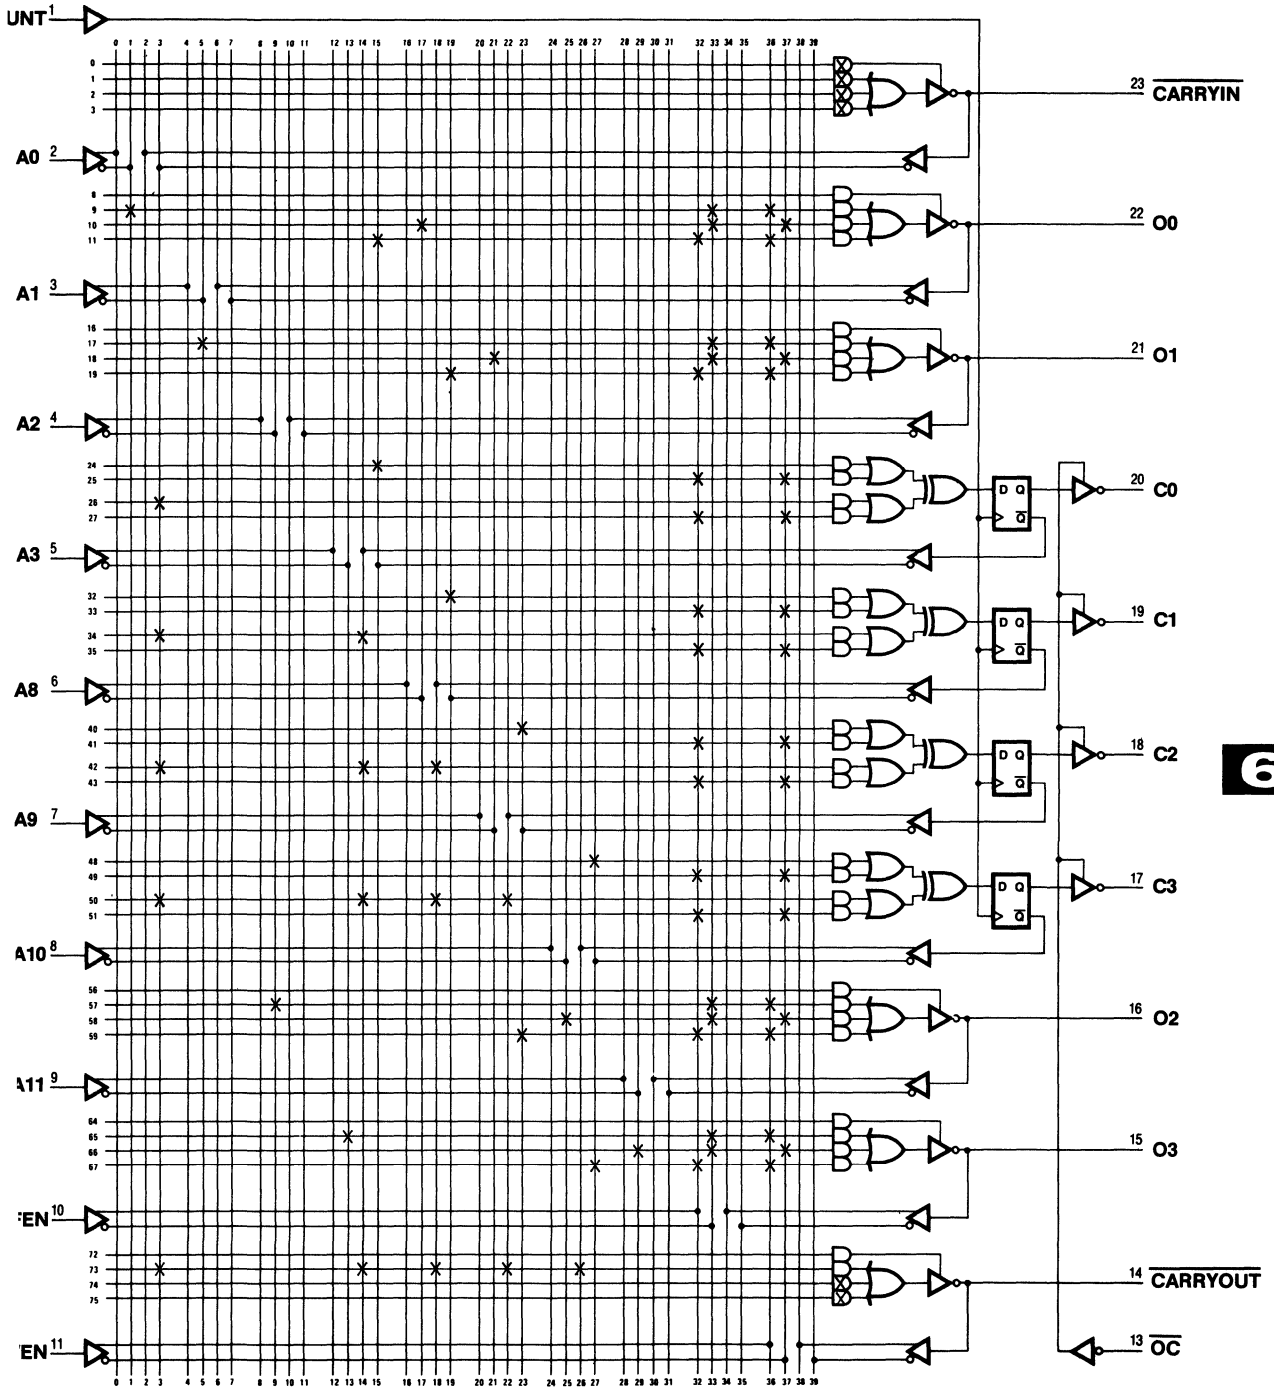 UNT 1
0 1 2 3 4 5 6 7 8 9 10 11 12 13 14 15 16 17 18 19 20 21 22 23 24 25 26 27 28 29 30 31 32 33 34 35 36 37 38 39
0
1
2
3
23 CARRYIN
A0 2
8
9
10
11
22 O0
A1 3
16
17
18
19
21 O1
A2 4
24
25
26
27
D Q
Q
20 C0
A3 5
32
33
34
35
D Q
Q
19 C1
A8 6
40
41
42
43
D Q
Q
18 C2
6
A9 7
48
49
50
51
D Q
Q
17 C3
A10 8
56
57
58
59
16 O2
A11 9
64
65
66
67
15 O3
EN 10
72
73
74
75
14 CARRYOUT
EN 11
13 OC
0 1 2 3 4 5 6 7 8 9 10 11 12 13 14 15 16 17 18 19 20 21 22 23 24 25 26 27 28 29 30 31 32 33 34 35 36 37 38 39